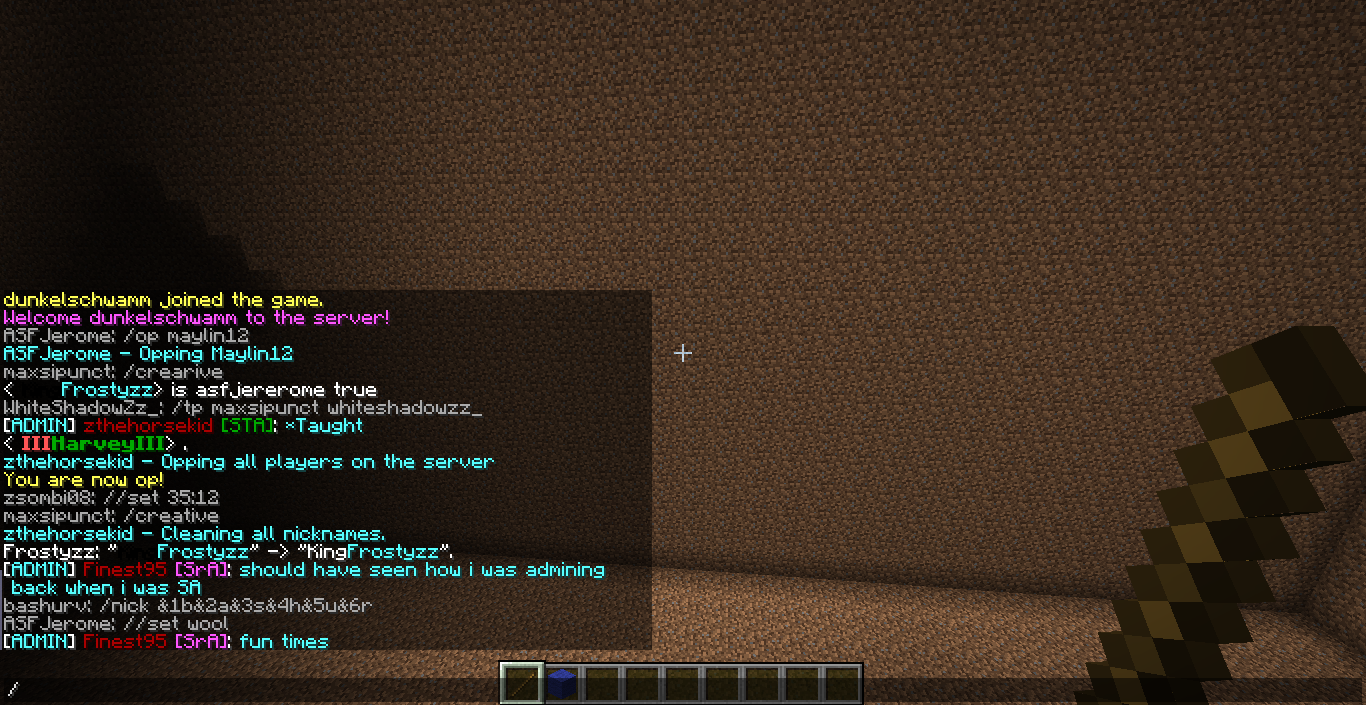 dunkelschwamm joined the game.
Welcome dunkelschwamm to the server!
ASFJerome: /op maylin12
ASFJerome - Opping Maylin12
maxsipunct: /crearive
<    Frostyzz> is asfjererome true
WhiteShadowZz_: /tp maxsipunct whiteshadowzz_
[ADMIN] zthehorsekid [STA]: *Taught
< IIIHarveyIII> .
zthehorsekid - Opping all players on the server
You are now op!
zsombi08: //set 35:12
maxsipunct: /creative
zthehorsekid - Cleaning all nicknames.
Frostyzz: "    Frostyzz" -> "KingFrostyzz".
[ADMIN] Finest95 [SrA]: should have seen how i was admining
back when i was SA
bashurv: /nick &1b&2a&3s&4h&5u&6r
ASFJerome: //set wool
[ADMIN] Finest95 [SrA]: fun times
/